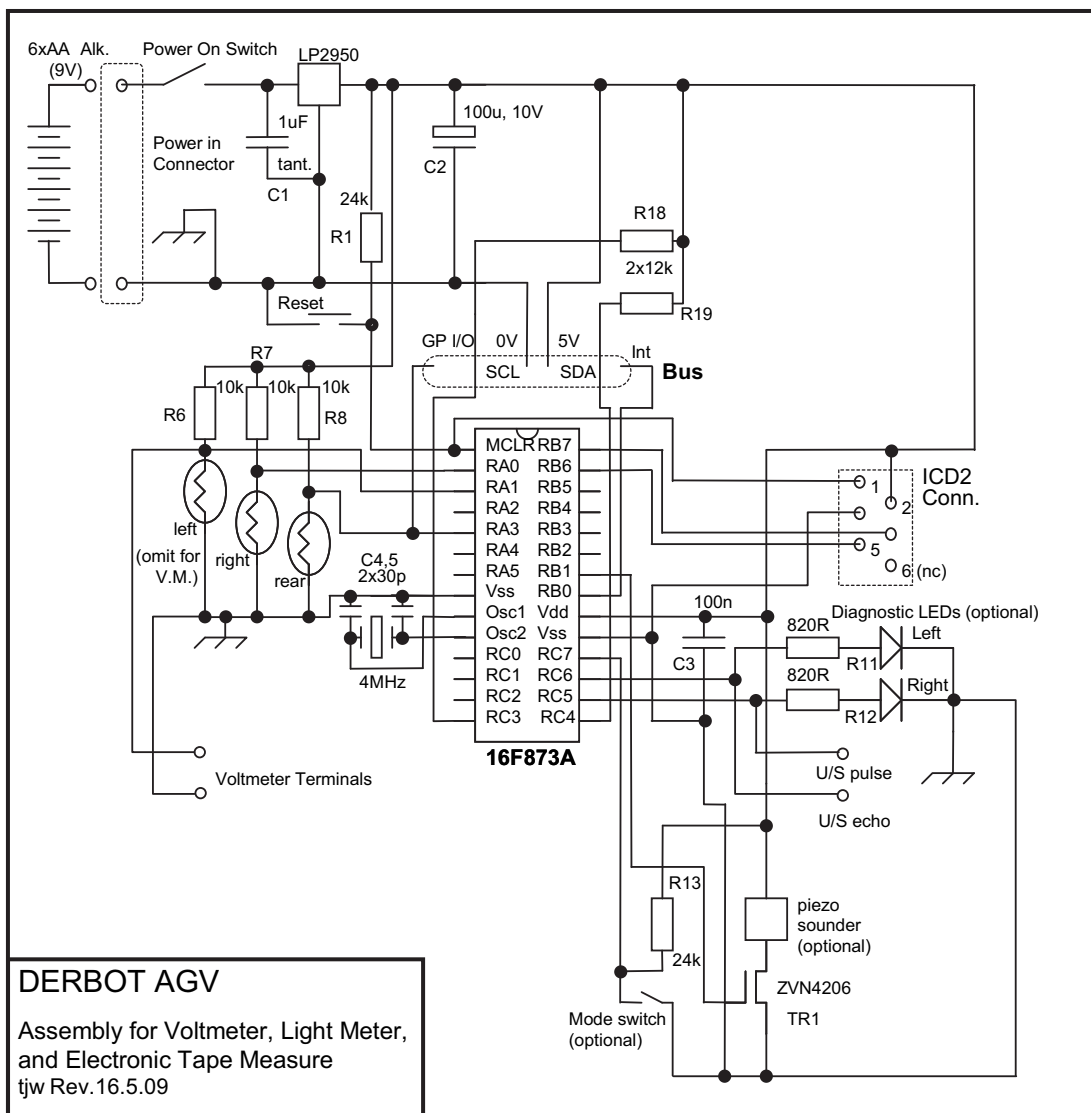 6xAA Alk.
(9V)
Power On Switch
LP2950
1uF
tant.
C1
Power in
Connector
100u, 10V
C2
24k
R1
R18
2x12k
R19
Reset
GP I/O
0V
5V
Int
SCL
SDA
Bus
R7
10k
10k
10k
R6
R8
left
(omit for
V.M.)
right
rear
C4,5
2x30p
4MHz
MCLR RB7
RA0 RB6
RA1 RB5
RA2 RB4
RA3 RB3
RA4 RB2
RA5 RB1
Vss RB0
Osc1 Vdd
Osc2 Vss
RC0 RC7
RC1 RC6
RC2 RC5
RC3 RC4
16F873A
ICD2
Conn.
1
2
5
6 (nc)
100n
C3
Diagnostic LEDs (optional)
820R
Left
R11
820R
Right
R12
Voltmeter Terminals
U/S pulse
U/S echo
R13
24k
piezo
sounder
(optional)
ZVN4206
TR1
Mode switch
(optional)
DERBOT AGV
Assembly for Voltmeter, Light Meter,
and Electronic Tape Measure
tjw Rev.16.5.09